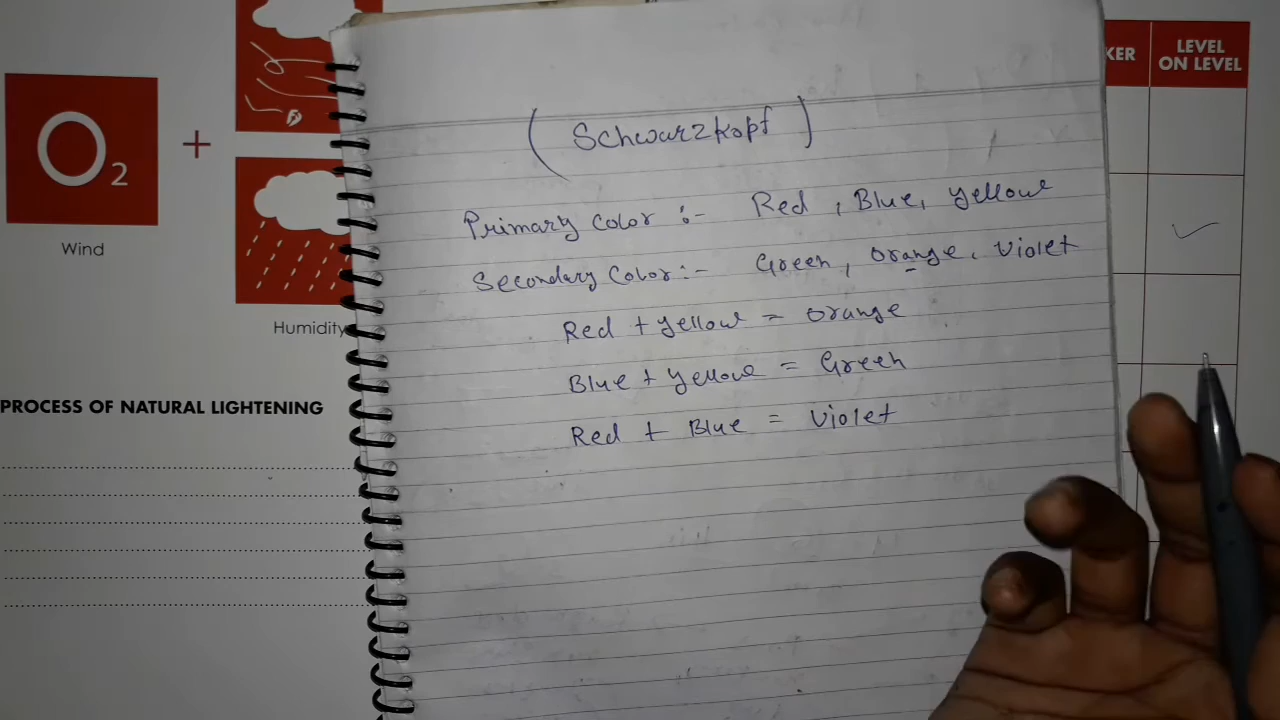 KER
LEVEL
ON LEVEL
O2
+
Wind
Humidity
PROCESS OF NATURAL LIGHTENING
(Schwarzkopf)
Primary color :- Red, Blue, yellow
Secondary Color :- Green, Orange, Violet
Red + yellow = Orange
Blue + yellow = Green
Red + Blue = Violet